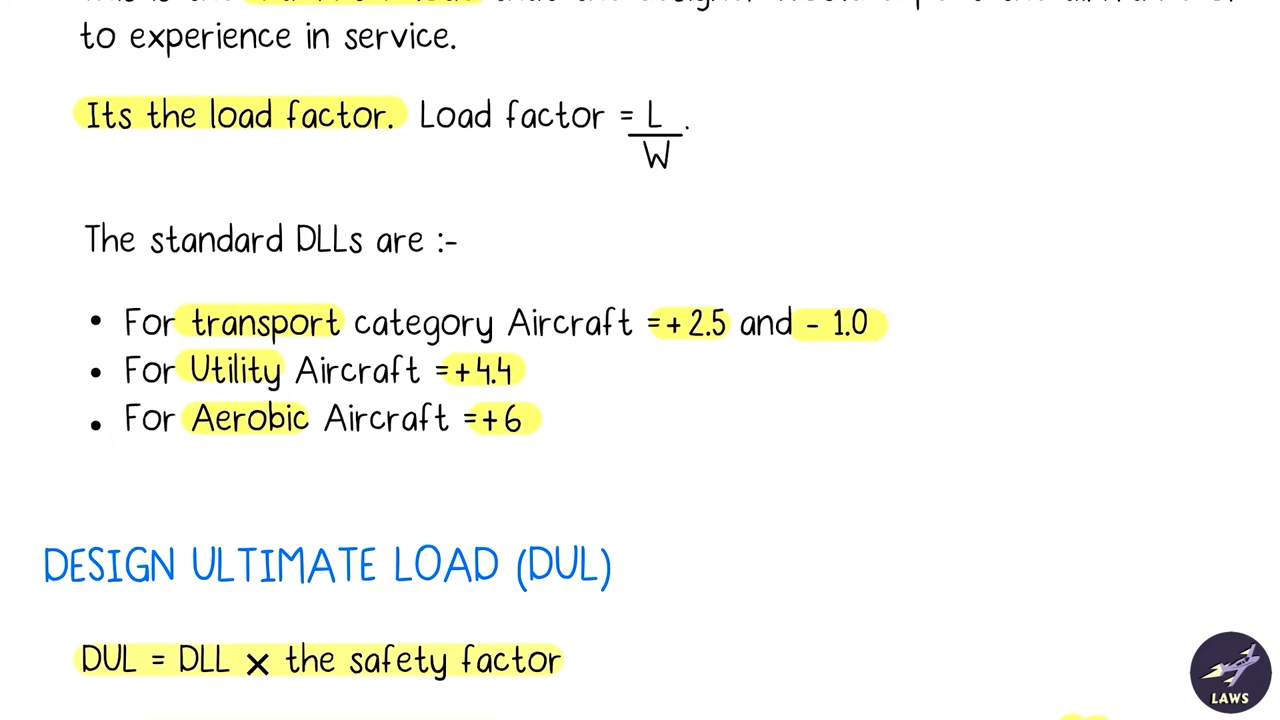 to experience in service.
Its the load factor. Load factor = L
W
The standard DLLs are :-
• For transport category Aircraft = + 2.5 and - 1.0
• For Utility Aircraft = + 4.4
• For Aerobic Aircraft = + 6
DESIGN ULTIMATE LOAD (DUL)
DUL = DLL × the safety factor
LAWS